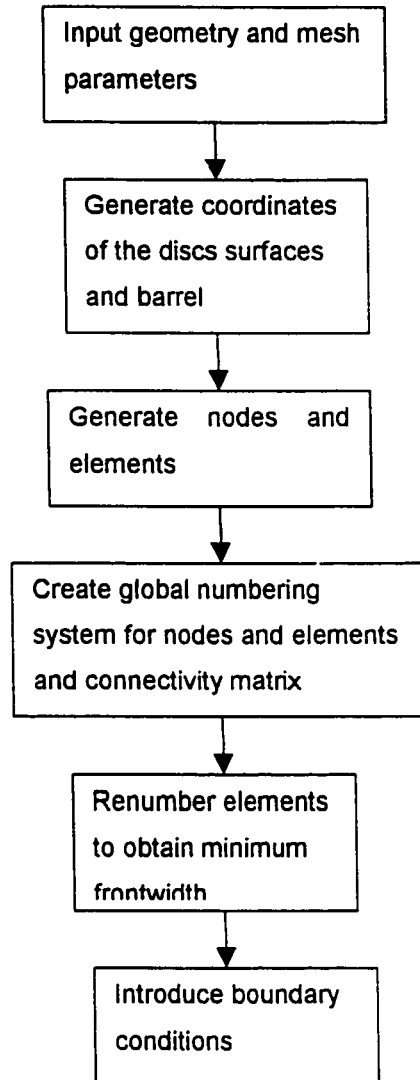 Input geometry and mesh
parameters
Generate coordinates
of the discs surfaces
and barrel
Generate nodes and
elements
Create global numbering
system for nodes and elements
and connectivity matrix
Renumber elements
to obtain minimum
frontwidth
Introduce boundary
conditions